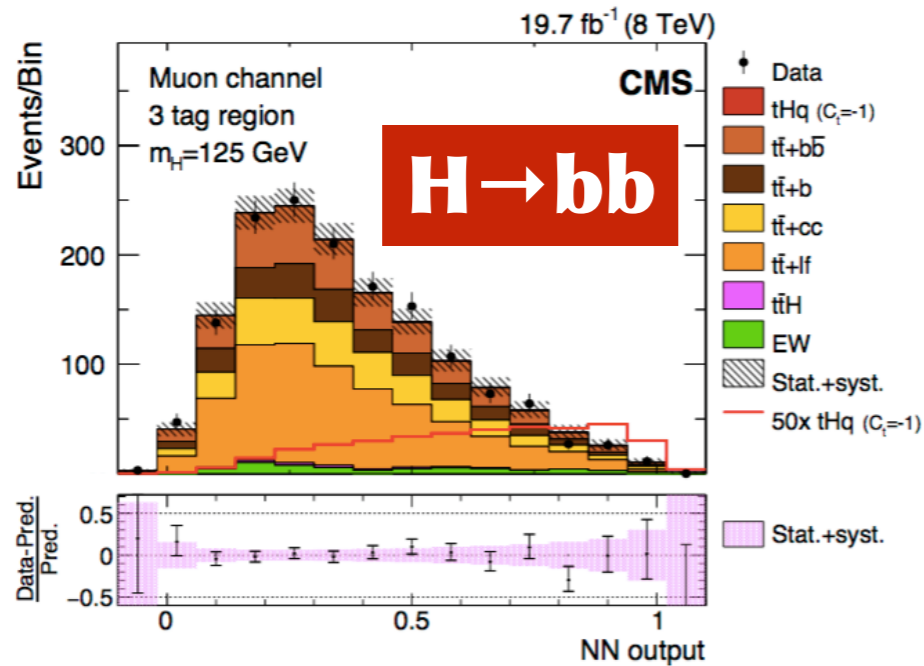 19.7 fb⁻¹ (8 TeV)
Events/Bin
Muon channel
3 tag region
m_H=125 GeV
CMS
H→bb
300
200
100
Data
tHq (C_t=-1)
tt̄+bb̄
tt̄+b
tt̄+cc
tt̄+lf
tt̄H
EW
Stat.+syst.
50x tHq (C_t=-1)
Data-Pred.
Pred.
0.5
0
−0.5
Stat.+syst.
0
0.5
1
NN output